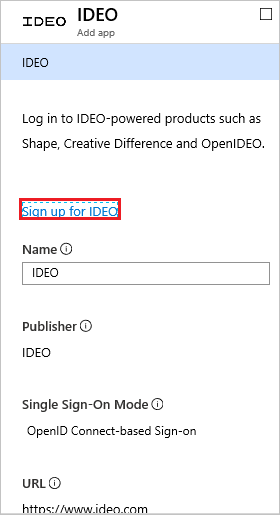 IDEO IDEO
Add app
IDEO
Log in to IDEO-powered products such as
Shape, Creative Difference and OpenIDEO.
Sign up for IDEO
Name
IDEO
Publisher
IDEO
Single Sign-On Mode
OpenID Connect-based Sign-on
URL
https://www.ideo.com